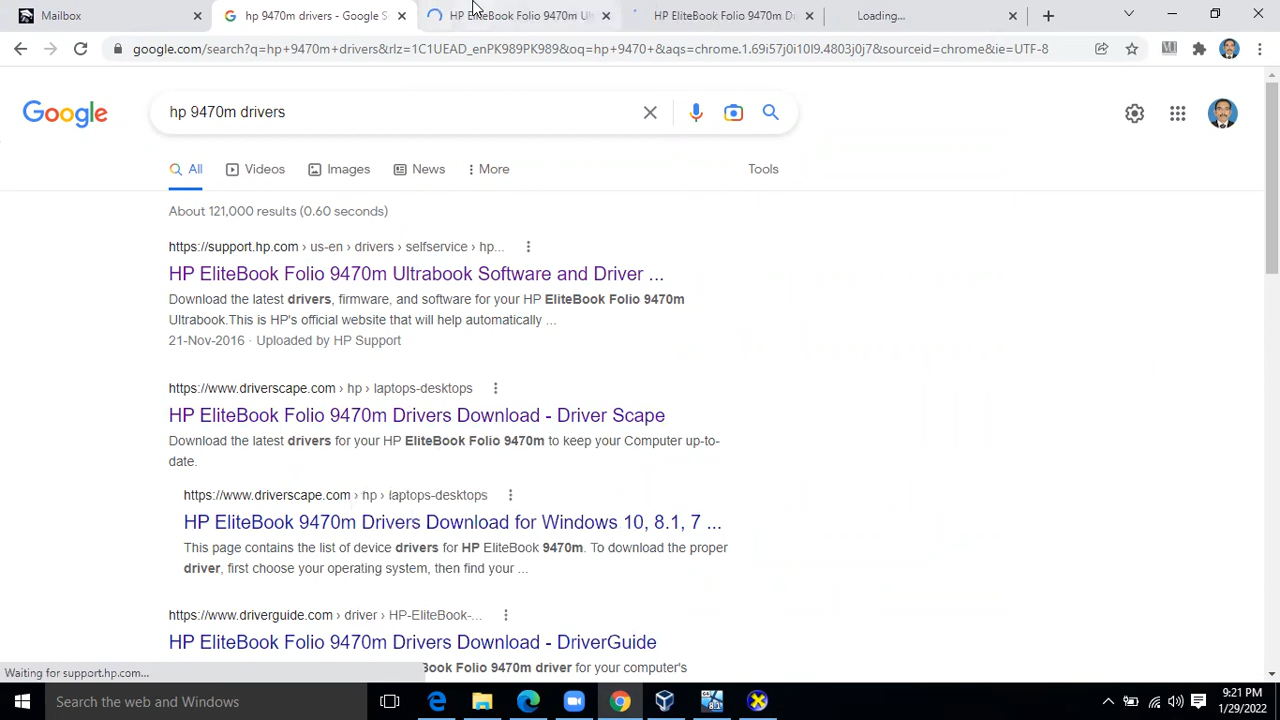 Mailbox
hp 9470m drivers - Google S
HP EliteBook Folio 9470m Ul
HP EliteBook Folio 9470m D
Loading...
google.com/search?q=hp+9470m+drivers&rlz=1C1UEAD_enPK989PK989&oq=hp+9470+&aqs=chrome.1.69i57j0i10l9.4803j0j7&sourceid=chrome&ie=UTF-8
Google
hp 9470m drivers
All
Videos
Images
News
More
Tools
About 121,000 results (0.60 seconds)
https://support.hp.com › us-en › drivers › selfservice › hp...
HP EliteBook Folio 9470m Ultrabook Software and Driver ...
Download the latest drivers, firmware, and software for your HP EliteBook Folio 9470m
Ultrabook.This is HP's official website that will help automatically ...
21-Nov-2016 · Uploaded by HP Support
https://www.driverscape.com › hp › laptops-desktops
HP EliteBook Folio 9470m Drivers Download - Driver Scape
Download the latest drivers for your HP EliteBook Folio 9470m to keep your Computer up-to-
date.
https://www.driverscape.com › hp › laptops-desktops
HP EliteBook 9470m Drivers Download for Windows 10, 8.1, 7 ...
This page contains the list of device drivers for HP EliteBook 9470m. To download the proper
driver, first choose your operating system, then find your ...
https://www.driverguide.com › driver › HP-EliteBook-...
HP EliteBook Folio 9470m Drivers Download - DriverGuide
Book Folio 9470m driver for your computer's
Waiting for support.hp.com...
Search the web and Windows
9:21 PM
1/29/2022